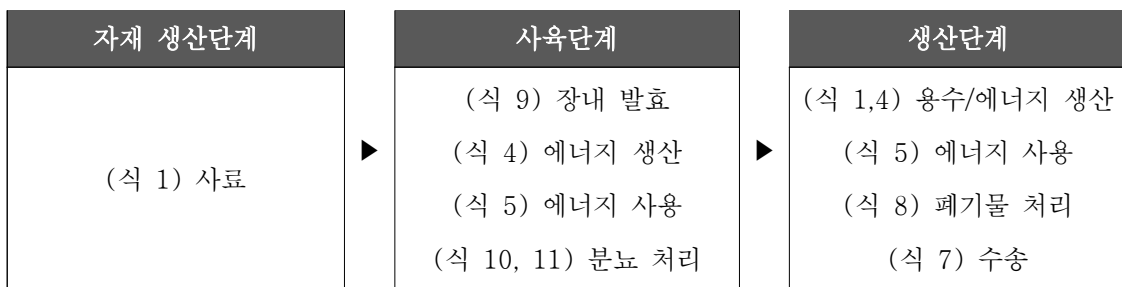 자재 생산단계
(식 1) 사료
▶
사육단계
(식 9) 장내 발효
(식 4) 에너지 생산
(식 5) 에너지 사용
(식 10, 11) 분뇨 처리
▶
생산단계
(식 1,4) 용수/에너지 생산
(식 5) 에너지 사용
(식 8) 폐기물 처리
(식 7) 수송